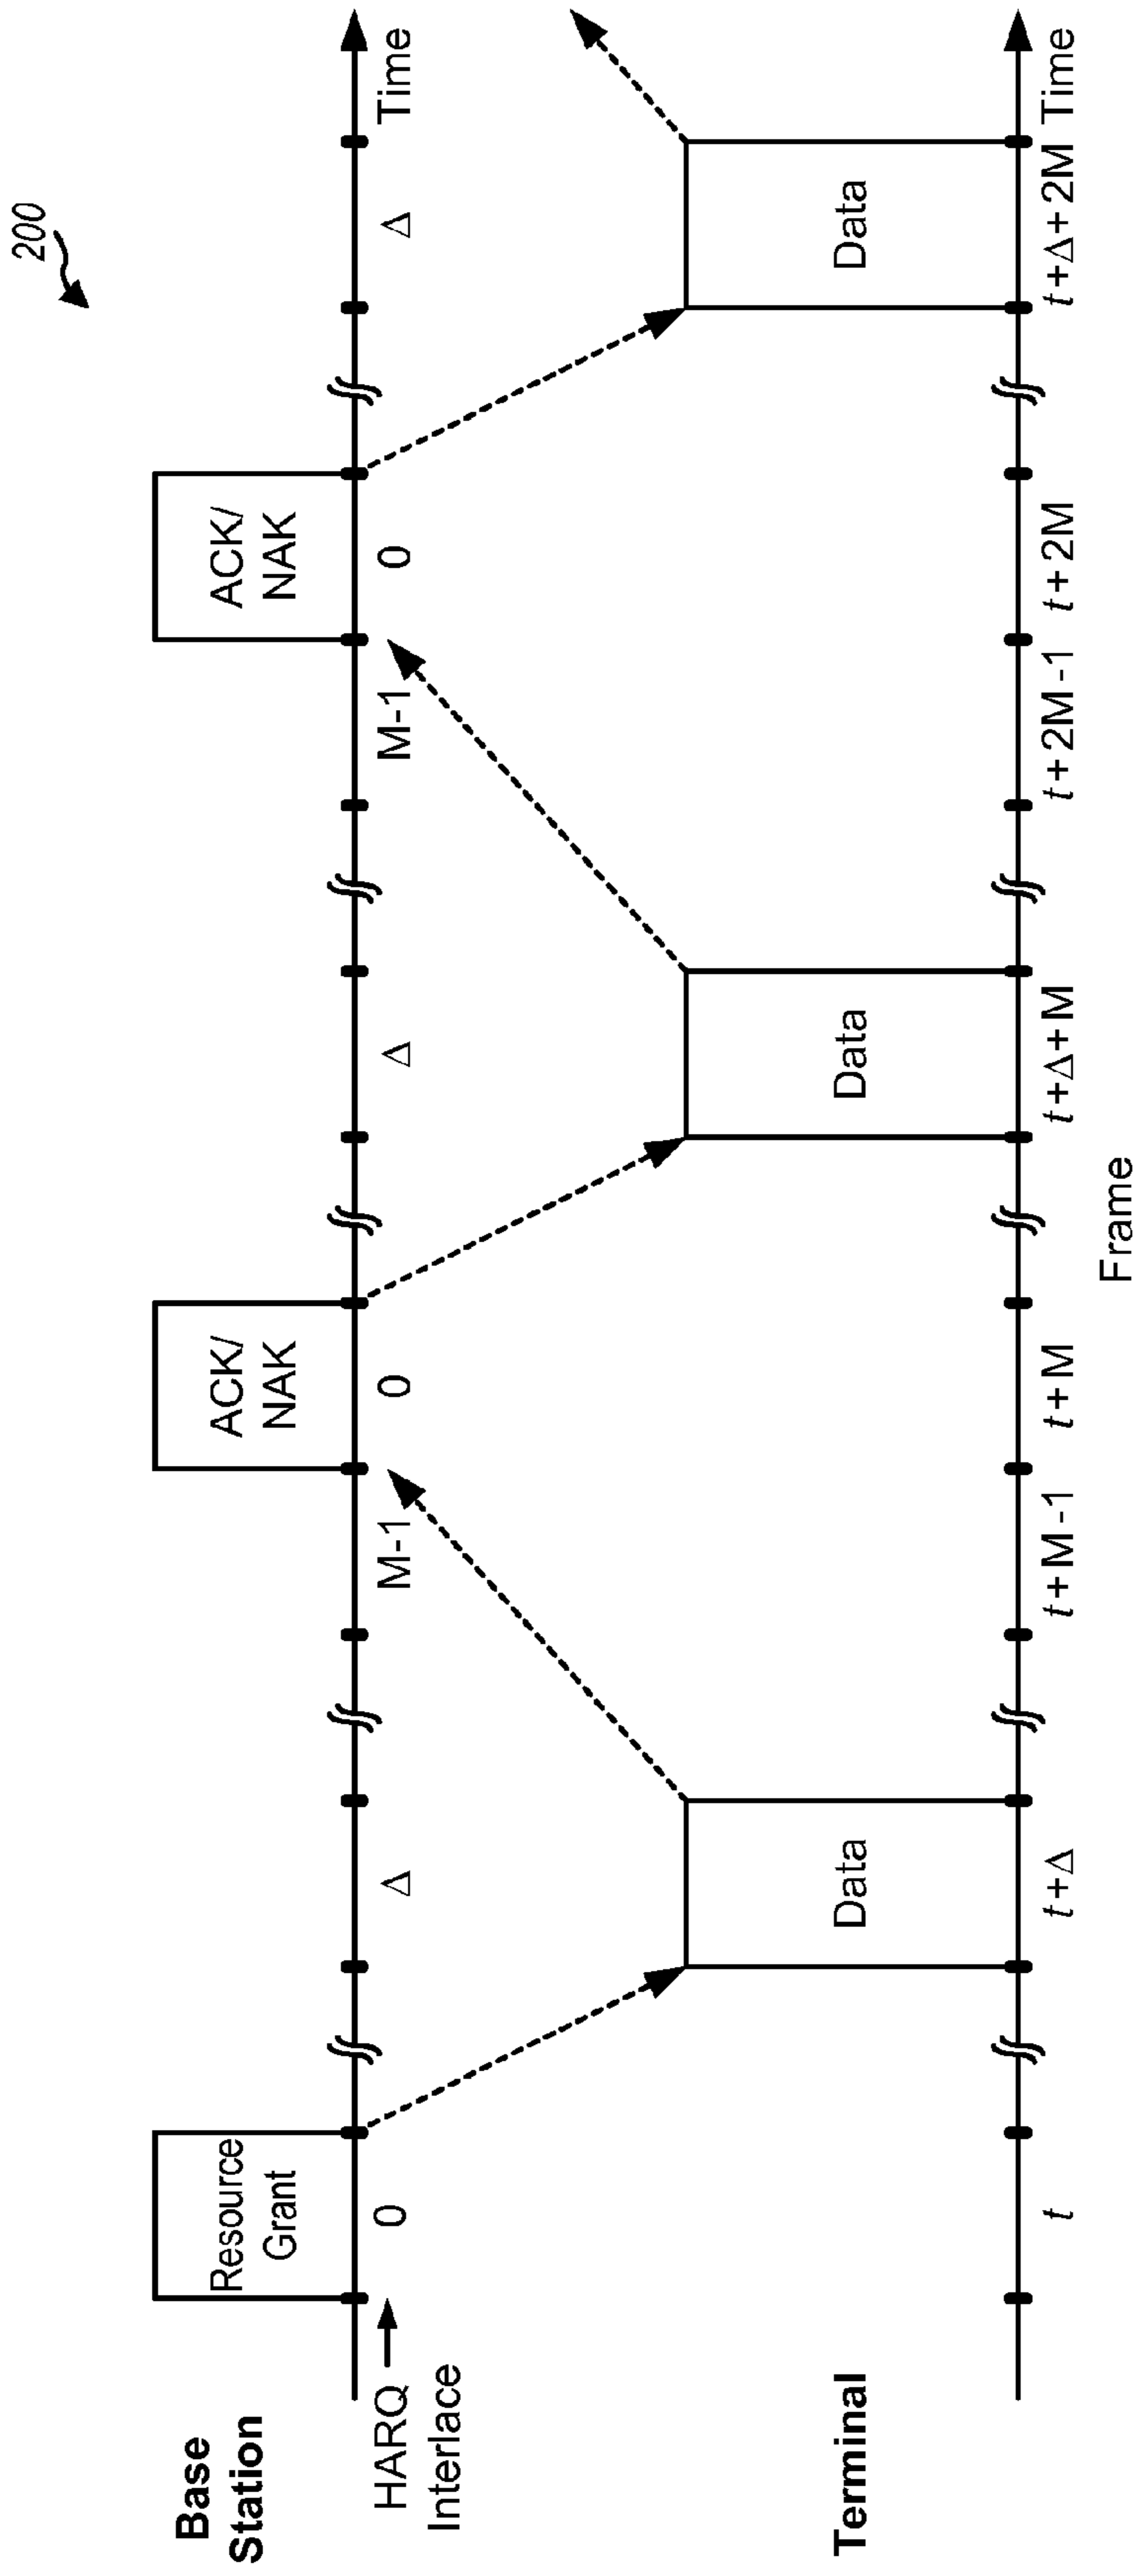 200
Base
Station
Resource
Grant
ACK/
NAK
ACK/
NAK
HARQ
Interlace
0
Δ
M-1
0
Δ
M-1
0
Δ
Time
Terminal
Data
Data
Data
t
t+Δ
t+M-1
t+M
t+Δ+M
t+2M-1
t+2M
t+Δ+2M
Time
Frame